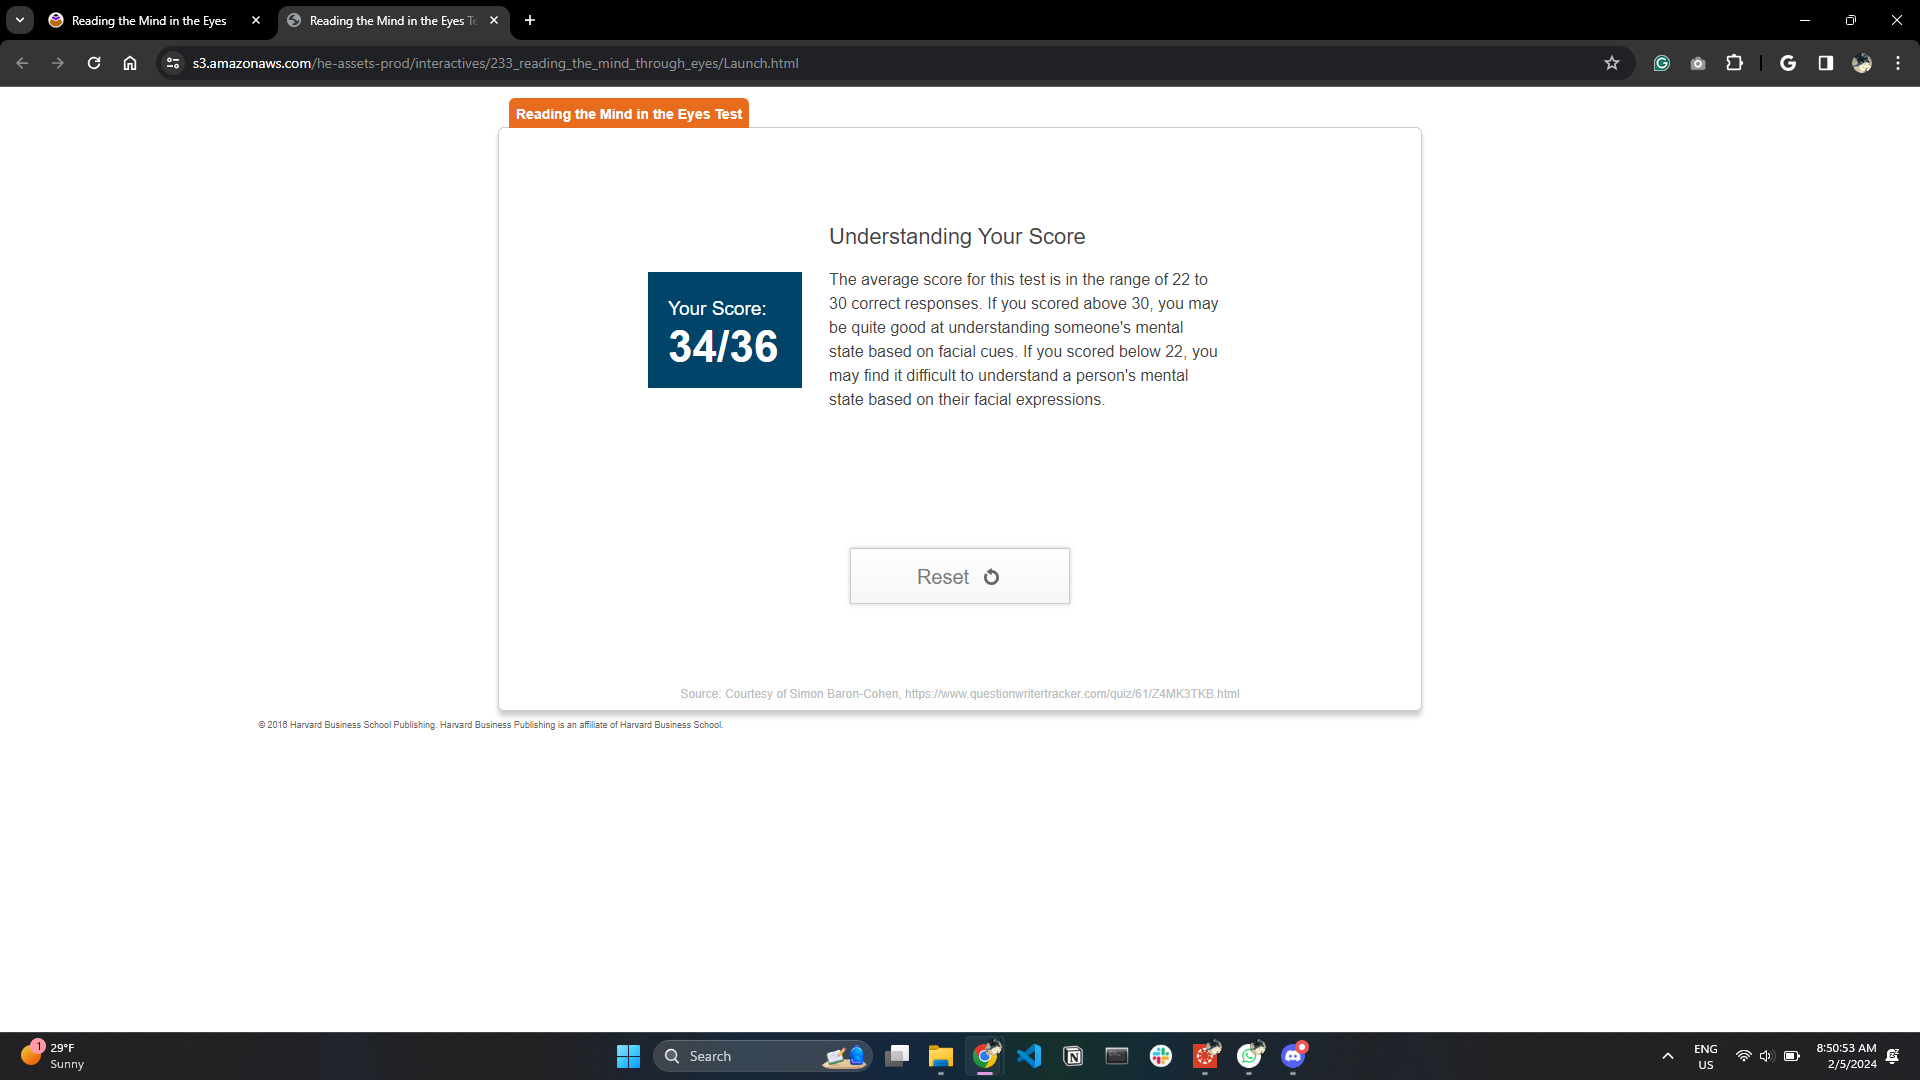 Reading the Mind in the Eyes
Reading the Mind in the Eyes Te
s3.amazonaws.com/he-assets-prod/interactives/233_reading_the_mind_through_eyes/Launch.html
Reading the Mind in the Eyes Test
Understanding Your Score
Your Score:
34/36
The average score for this test is in the range of 22 to
30 correct responses. If you scored above 30, you may
be quite good at understanding someone's mental
state based on facial cues. If you scored below 22, you
may find it difficult to understand a person's mental
state based on their facial expressions.
Reset
Source: Courtesy of Simon Baron-Cohen, https://www.questionwritertracker.com/quiz/61/Z4MK3TKB.html
© 2016 Harvard Business School Publishing. Harvard Business Publishing is an affiliate of Harvard Business School.
1
29°F
Sunny
Search
ENG
US
8:50:53 AM
2/5/2024